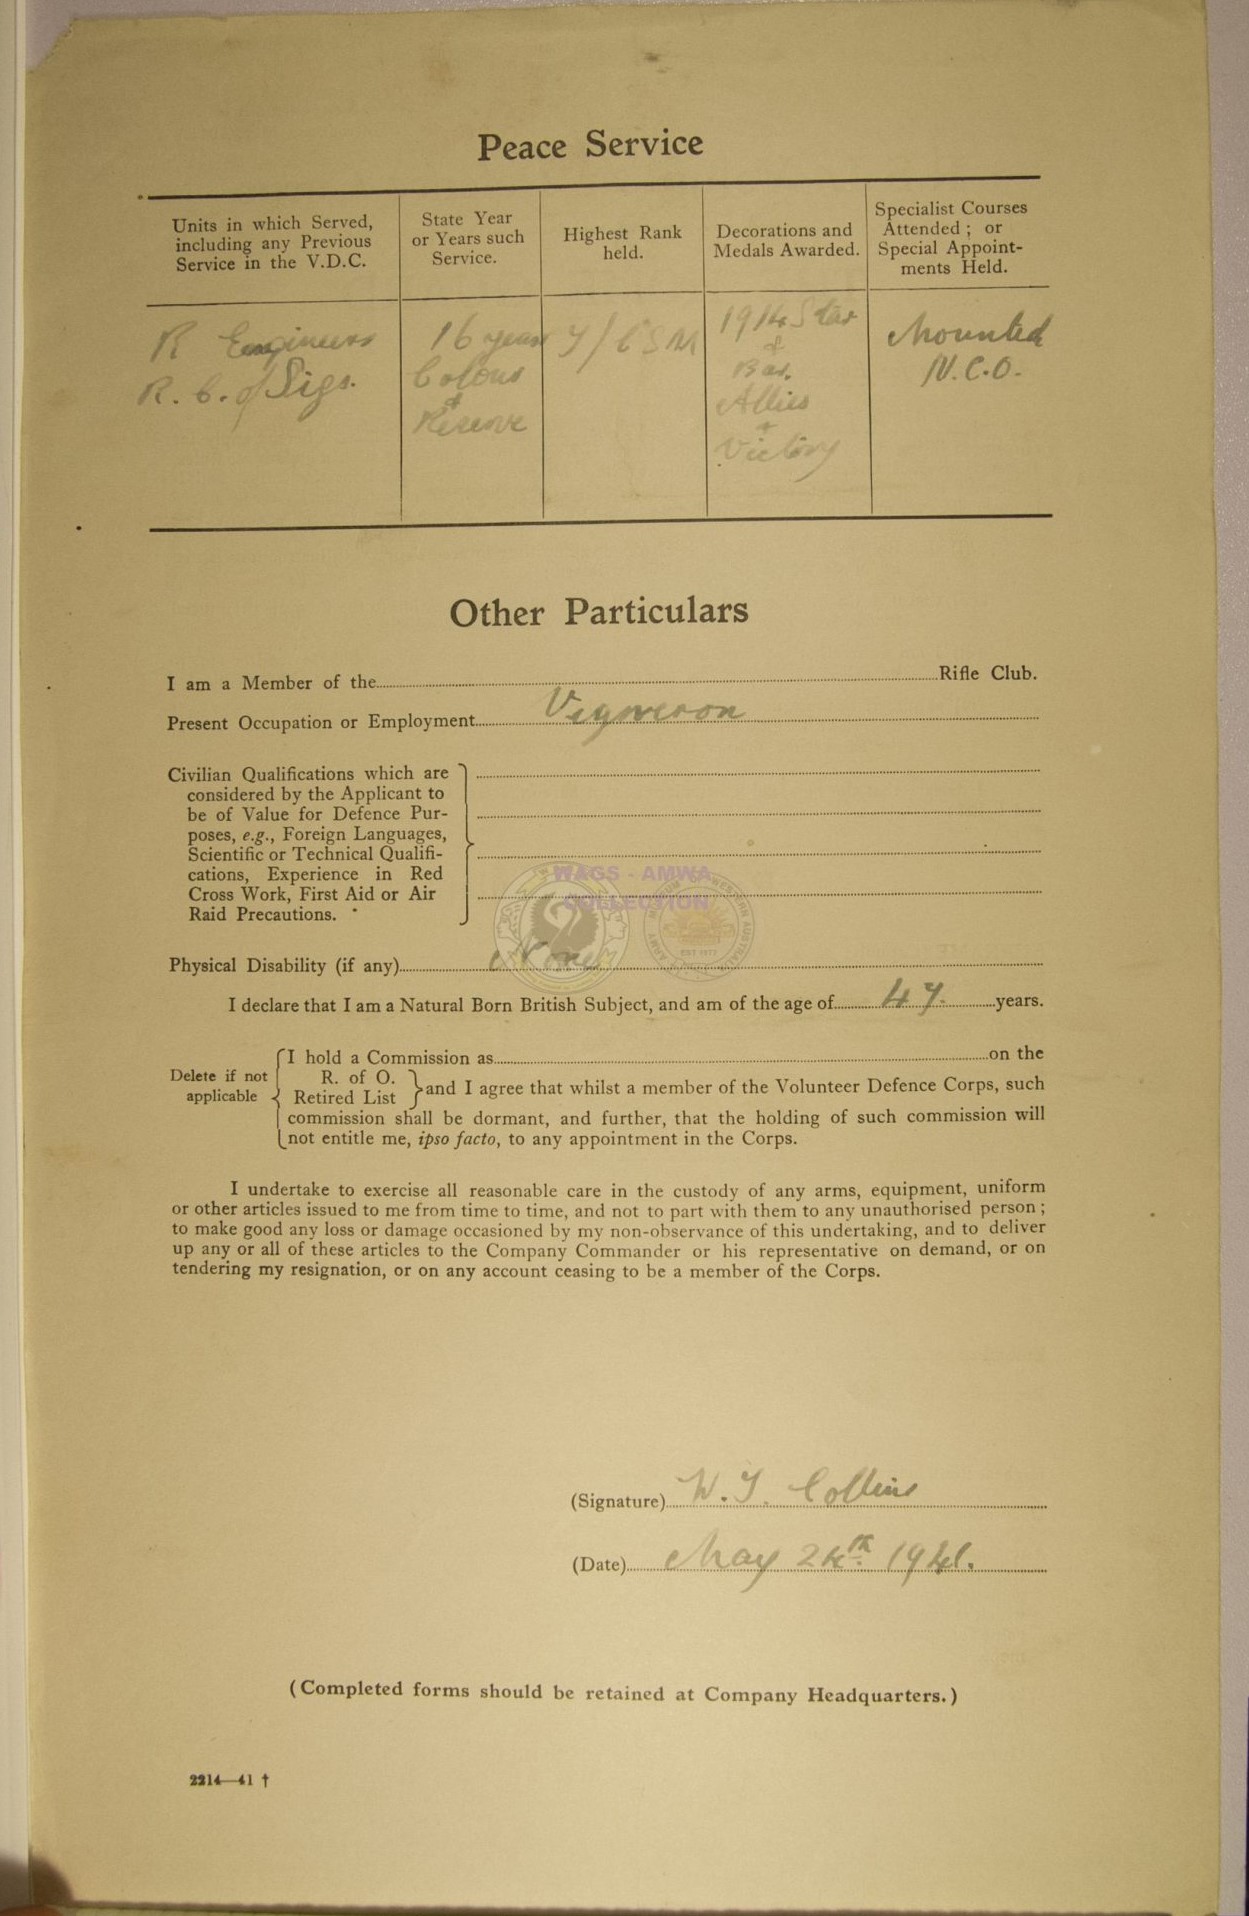 Peace Service
Units in which Served, including any Previous Service in the V.D.C.
State Year or Years such Service.
Highest Rank held.
Decorations and Medals Awarded.
Specialist Courses Attended ; or Special Appoint-ments Held.
R Engineers
R. C. of Sigs.
16 years
Colours
&
Reserve
T/CSM
1914 Star
&
Bar.
Allies
+
Victory
Mounted
N.C.O.
Other Particulars
I am a Member of the Rifle Club.
Present Occupation or Employment Vigneron
Civilian Qualifications which are
considered by the Applicant to
be of Value for Defence Pur-
poses, e.g., Foreign Languages,
Scientific or Technical Qualifi-
cations, Experience in Red
Cross Work, First Aid or Air
Raid Precautions.
WAGS - AMWA
COLLECTION
Physical Disability (if any) None
I declare that I am a Natural Born British Subject, and am of the age of 47. years.
Delete if not
applicable
I hold a Commission as on the
R. of O.
Retired List
and I agree that whilst a member of the Volunteer Defence Corps, such
commission shall be dormant, and further, that the holding of such commission will
not entitle me, ipso facto, to any appointment in the Corps.
I undertake to exercise all reasonable care in the custody of any arms, equipment, uniform
or other articles issued to me from time to time, and not to part with them to any unauthorised person ;
to make good any loss or damage occasioned by my non-observance of this undertaking, and to deliver
up any or all of these articles to the Company Commander or his representative on demand, or on
tendering my resignation, or on any account ceasing to be a member of the Corps.
(Signature) W. T. Collins
(Date) May 24th. 1941.
(Completed forms should be retained at Company Headquarters.)
2214—41 †